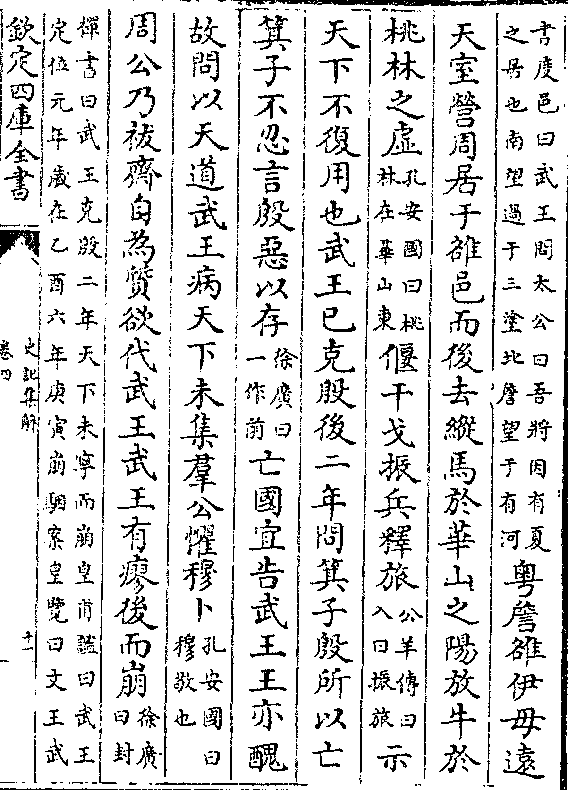 書度邑曰武王問太公曰吾將因有夏
之居也南望過于三塗北詹望于有河
粵詹雒伊毋遠
天室營周居于雒邑而後去縱馬於華山之陽放牛於
桃林之虛
孔安國曰桃
林在華山東
偃干戈振兵釋旅
公羊傳曰
入曰振旅
示
天下不復用也武王已克殷後二年問箕子殷所以亡
箕子不忍言殷惡以存
徐廣曰
一作前
亡國宜告武王王亦醜
故問以天道武王病天下未集羣公懼穆卜
孔安國曰
穆敬也
周公乃祓齋自為質欲代武王武王有瘳後而崩
徐廣
曰封
禪書曰武王克殷二年天下未寧而崩皇甫謐曰武王
定位元年歲在乙酉六年庚寅崩駰案皇覽曰文王武
欽定四庫全書
史記集解
卷四
十一